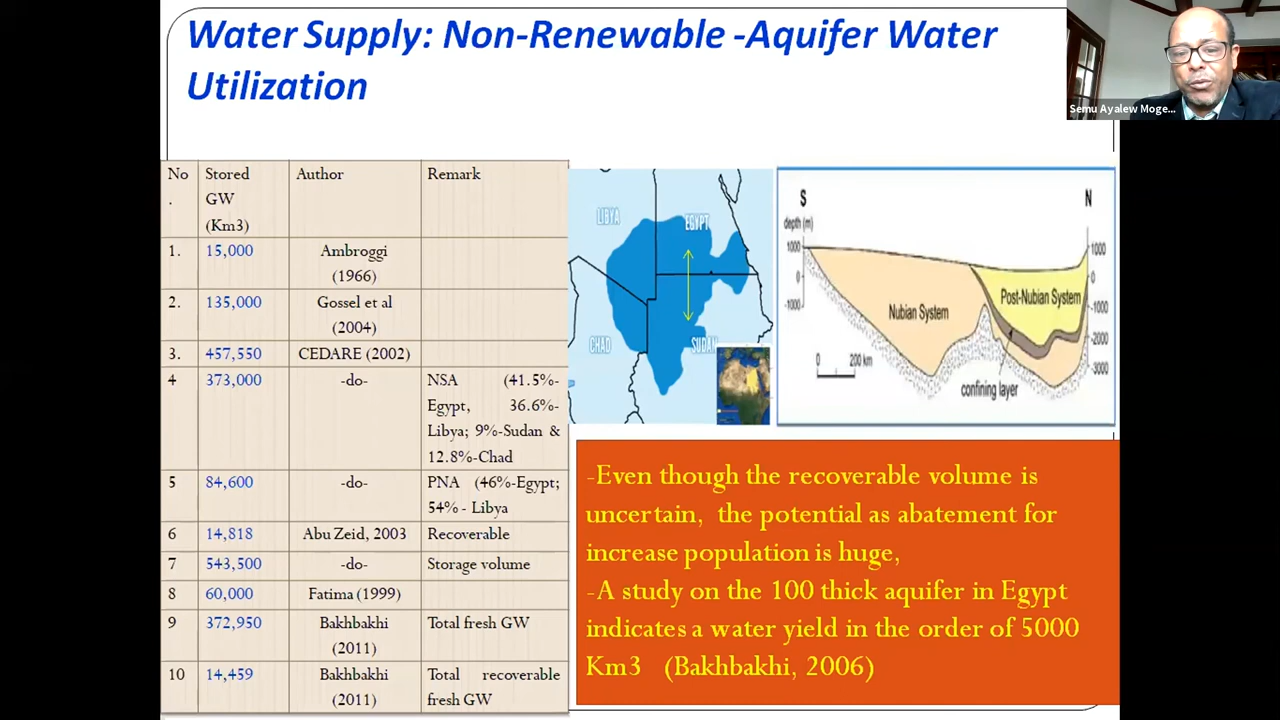 Water Supply: Non-Renewable -Aquifer Water
Utilization
Semu Ayalew Moge...
No
.
Stored
GW
(Km3)
Author
Remark
1.
15,000
Ambroggi
(1966)
2.
135,000
Gossel et al
(2004)
3.
457,550
CEDARE (2002)
4
373,000
-do-
NSA (41.5%-
Egypt, 36.6%-
Libya; 9%-Sudan &
12.8%-Chad
5
84,600
-do-
PNA (46%-Egypt;
54% - Libya
6
14,818
Abu Zeid, 2003
Recoverable
7
543,500
-do-
Storage volume
8
60,000
Fatima (1999)
9
372,950
Bakhbakhi
(2011)
Total fresh GW
10
14,459
Bakhbakhi
(2011)
Total recoverable
fresh GW
LIBYA
EGYPT
CHAD
SUDAN
S
N
depth (m)
1000
0
-1000
1000
0
-1000
-2000
-3000
Nubian System
Post-Nubian System
0 200 km
confining layer
-Even though the recoverable volume is
uncertain, the potential as abatement for
increase population is huge,
-A study on the 100 thick aquifer in Egypt
indicates a water yield in the order of 5000
Km3 (Bakhbakhi, 2006)